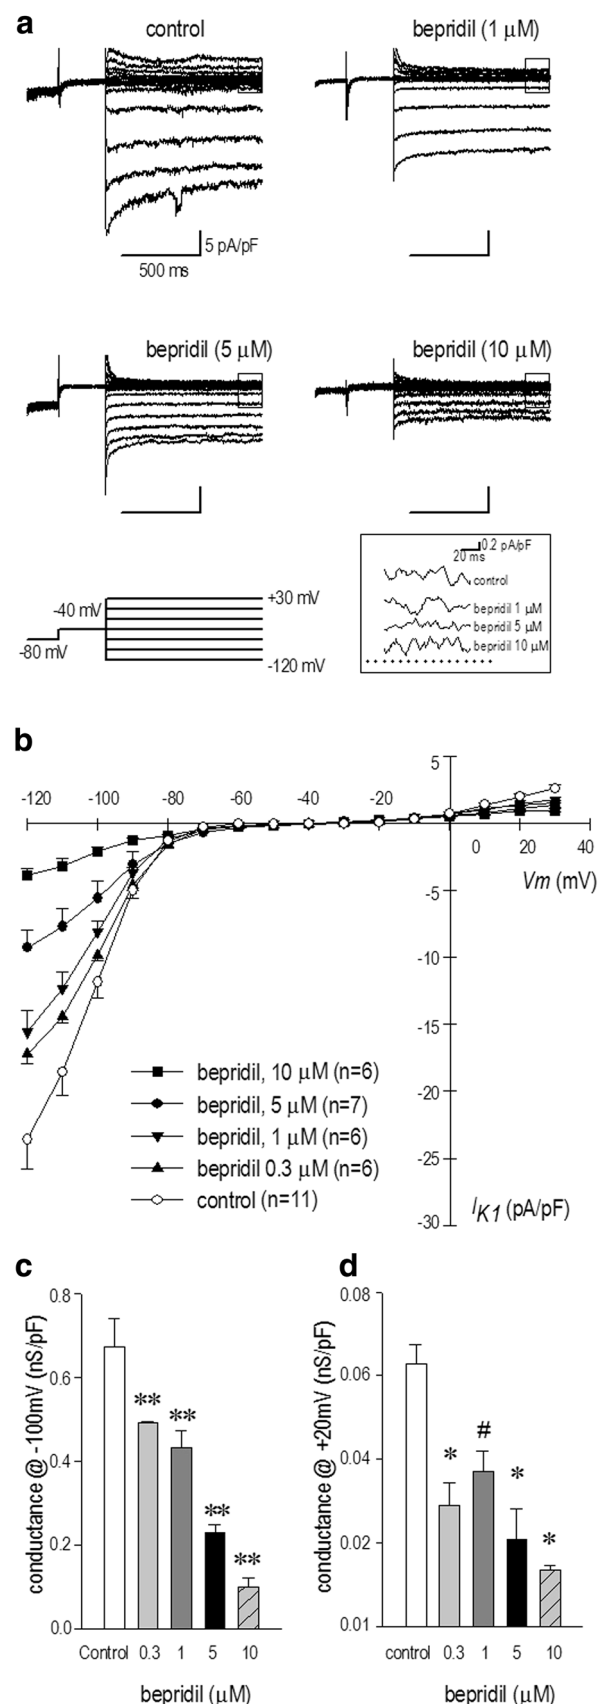 a
control
bepridil (1 μM)
5 pA/pF
500 ms
bepridil (5 μM)
bepridil (10 μM)
-40 mV
+30 mV
-80 mV
-120 mV
0.2 pA/pF
20 ms
control
bepridil 1 μM
bepridil 5 μM
bepridil 10 μM
b
5
-120 -100 -80 -60 -40 -20 0 20 40
Vm (mV)
-5
-10
-15
-20
-25
-30
bepridil, 10 μM (n=6)
bepridil, 5 μM (n=7)
bepridil, 1 μM (n=6)
bepridil 0.3 μM (n=6)
control (n=11)
IK1 (pA/pF)
c
conductance @ -100mV (nS/pF)
0.8
0.6
0.4
0.2
0.0
** ** ** **
Control 0.3 1 5 10
bepridil (μM)
d
conductance @ +20mV (nS/pF)
0.08
0.06
0.04
0.02
0.01
* # * *
control 0.3 1 5 10
bepridil (μM)